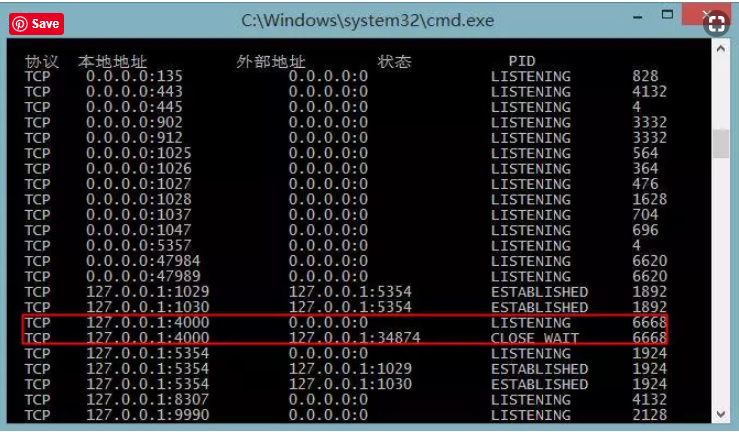 Save
C:\Windows\system32\cmd.exe
协议 本地地址 外部地址 状态 PID
TCP 0.0.0.0:135 0.0.0.0:0 LISTENING 828
TCP 0.0.0.0:443 0.0.0.0:0 LISTENING 4132
TCP 0.0.0.0:445 0.0.0.0:0 LISTENING 4
TCP 0.0.0.0:902 0.0.0.0:0 LISTENING 3332
TCP 0.0.0.0:912 0.0.0.0:0 LISTENING 3332
TCP 0.0.0.0:1025 0.0.0.0:0 LISTENING 564
TCP 0.0.0.0:1026 0.0.0.0:0 LISTENING 364
TCP 0.0.0.0:1027 0.0.0.0:0 LISTENING 476
TCP 0.0.0.0:1028 0.0.0.0:0 LISTENING 1628
TCP 0.0.0.0:1037 0.0.0.0:0 LISTENING 704
TCP 0.0.0.0:1047 0.0.0.0:0 LISTENING 696
TCP 0.0.0.0:5357 0.0.0.0:0 LISTENING 4
TCP 0.0.0.0:47984 0.0.0.0:0 LISTENING 6620
TCP 0.0.0.0:47989 0.0.0.0:0 LISTENING 6620
TCP 127.0.0.1:1029 127.0.0.1:5354 ESTABLISHED 1892
TCP 127.0.0.1:1030 127.0.0.1:5354 ESTABLISHED 1892
TCP 127.0.0.1:4000 0.0.0.0:0 LISTENING 6668
TCP 127.0.0.1:4000 127.0.0.1:34874 CLOSE_WAIT 6668
TCP 127.0.0.1:5354 0.0.0.0:0 LISTENING 1924
TCP 127.0.0.1:5354 127.0.0.1:1029 ESTABLISHED 1924
TCP 127.0.0.1:5354 127.0.0.1:1030 ESTABLISHED 1924
TCP 127.0.0.1:8307 0.0.0.0:0 LISTENING 4132
TCP 127.0.0.1:9990 0.0.0.0:0 LISTENING 2128